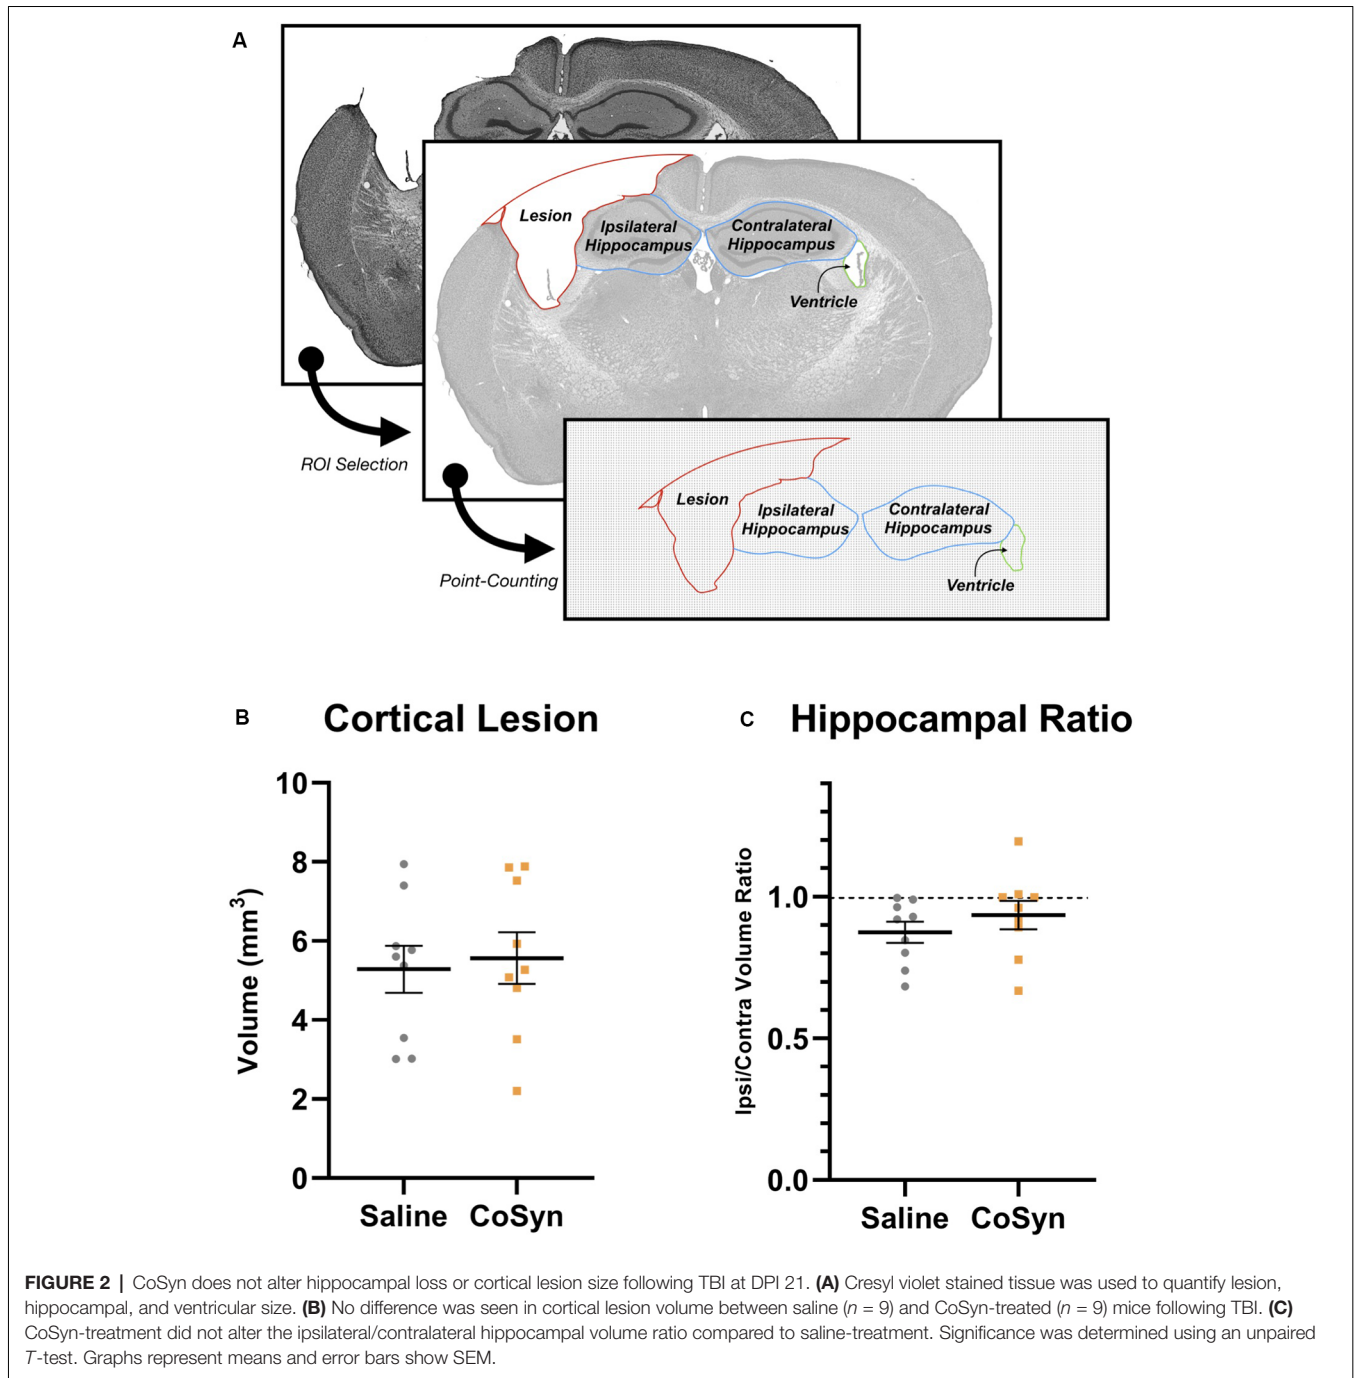 A
Lesion
Ipsilateral
Hippocampus
Contralateral
Hippocampus
Ventricle
ROI Selection
Lesion
Ipsilateral
Hippocampus
Contralateral
Hippocampus
Ventricle
Point-Counting
B
Cortical Lesion
Volume (mm³)
10
8
6
4
2
0
Saline CoSyn
C
Hippocampal Ratio
Ipsi/Contra Volume Ratio
1.0
0.5
0.0
Saline CoSyn
FIGURE 2 | CoSyn does not alter hippocampal loss or cortical lesion size following TBI at DPI 21. (A) Cresyl violet stained tissue was used to quantify lesion,
hippocampal, and ventricular size. (B) No difference was seen in cortical lesion volume between saline (n = 9) and CoSyn-treated (n = 9) mice following TBI. (C)
CoSyn-treatment did not alter the ipsilateral/contralateral hippocampal volume ratio compared to saline-treatment. Significance was determined using an unpaired
T-test. Graphs represent means and error bars show SEM.